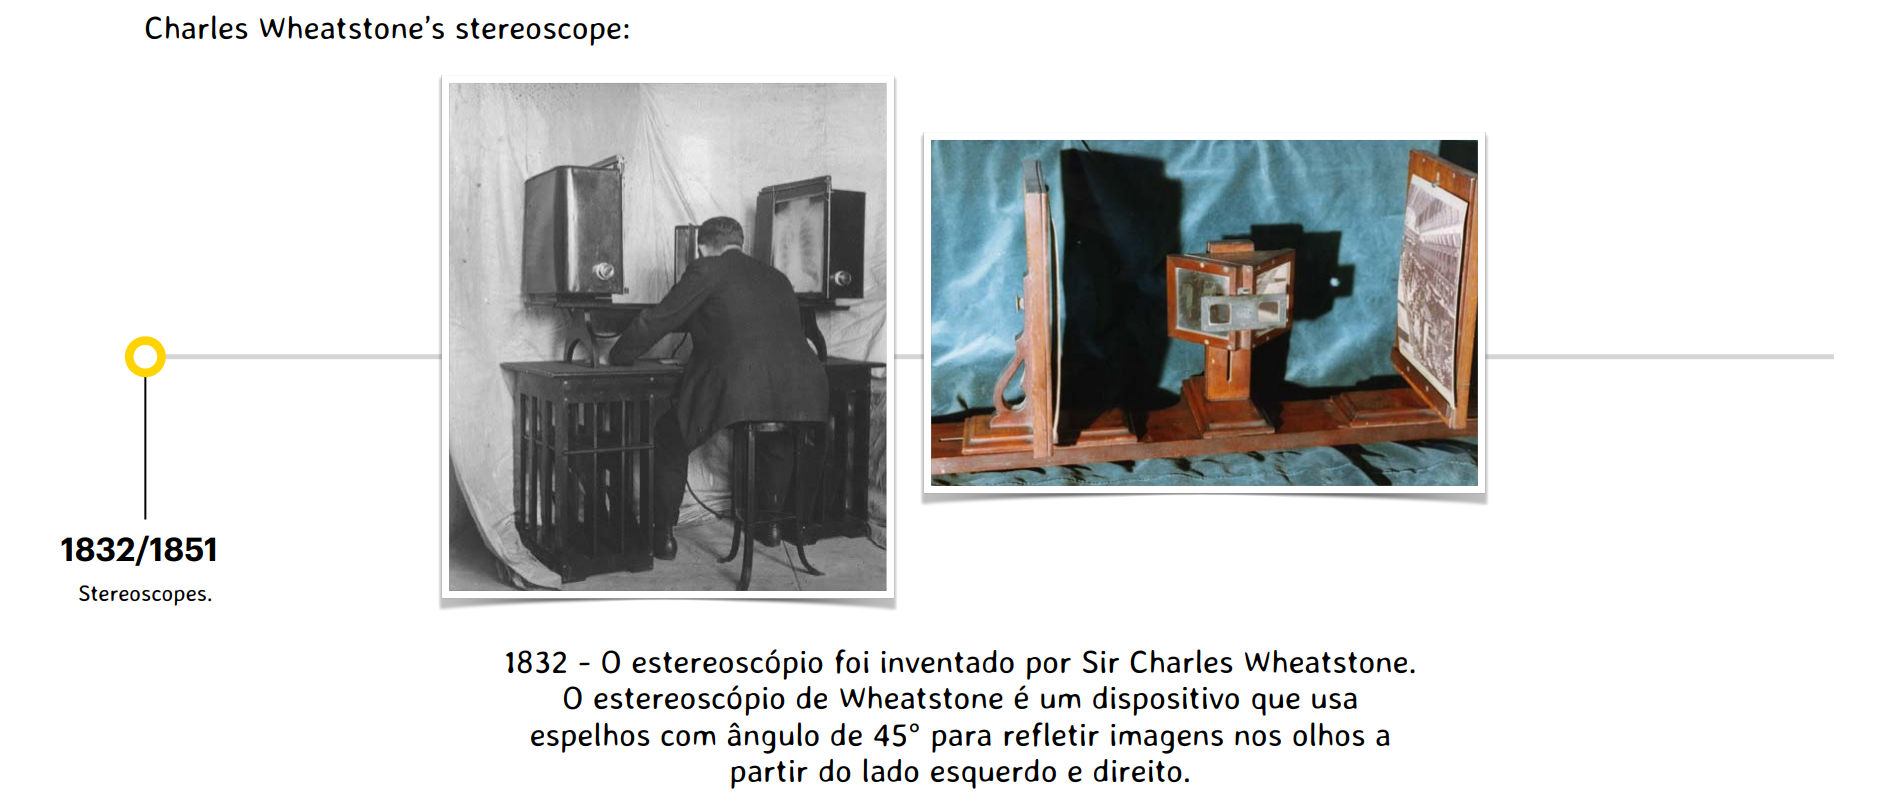 Charles Wheatstone’s stereoscope:
1832/1851
Stereoscopes.
1832 - O estereoscópio foi inventado por Sir Charles Wheatstone.
O estereoscópio de Wheatstone é um dispositivo que usa
espelhos com ângulo de 45º para refletir imagens nos olhos a
partir do lado esquerdo e direito.